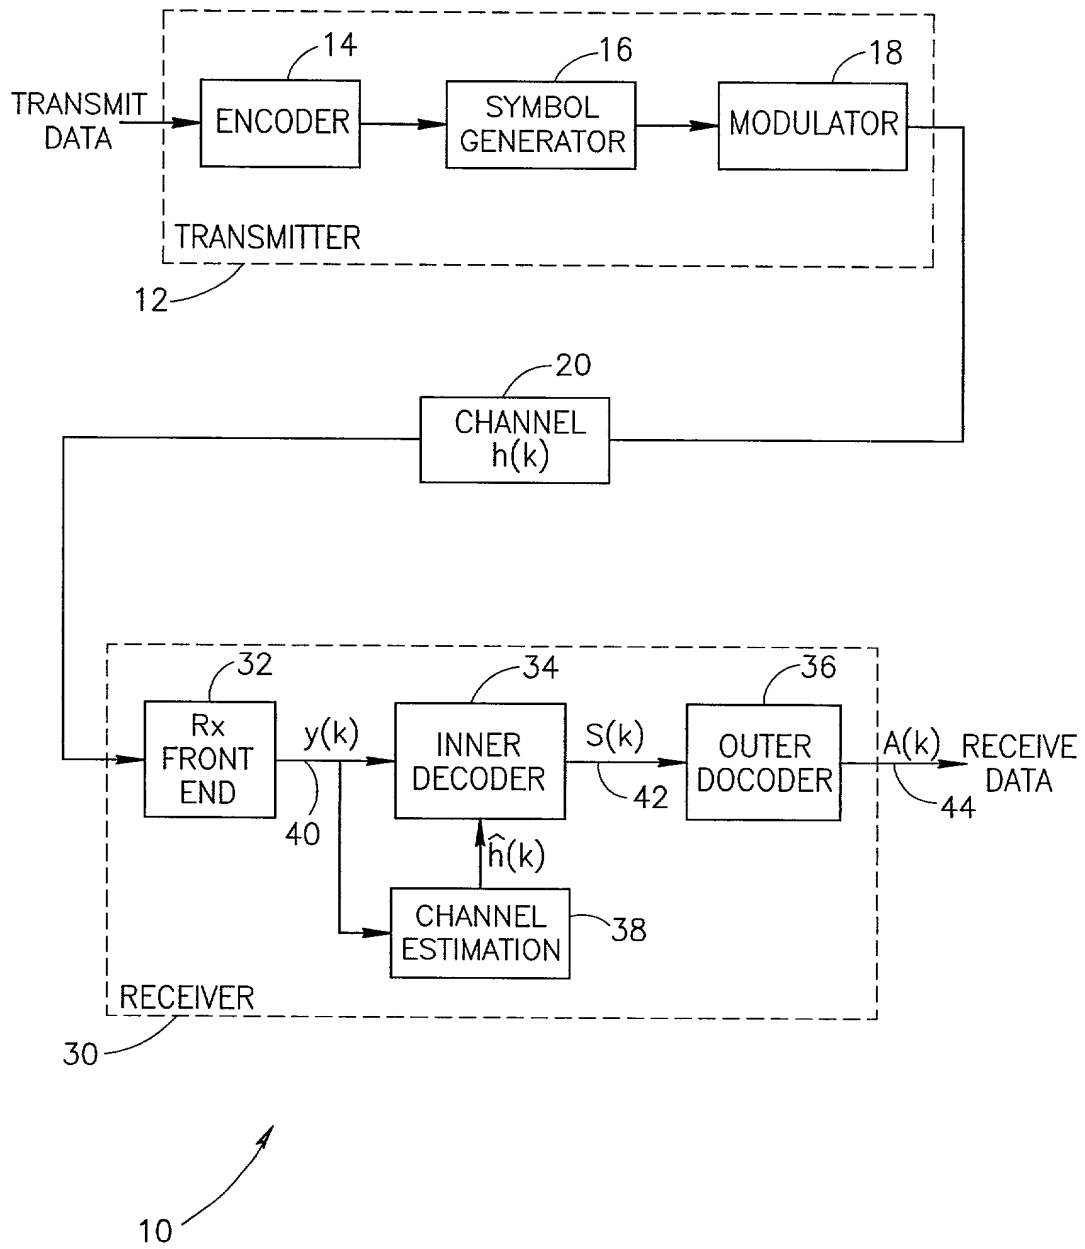 14
16
18
TRANSMIT
DATA
ENCODER
SYMBOL
GENERATOR
MODULATOR
TRANSMITTER
12
20
CHANNEL
h(k)
32
34
36
Rx
FRONT
END
y(k)
40
INNER
DECODER
S(k)
42
OUTER
DOCODER
A(k)
44
RECEIVE
DATA
ĥ(k)
CHANNEL
ESTIMATION
38
RECEIVER
30
10